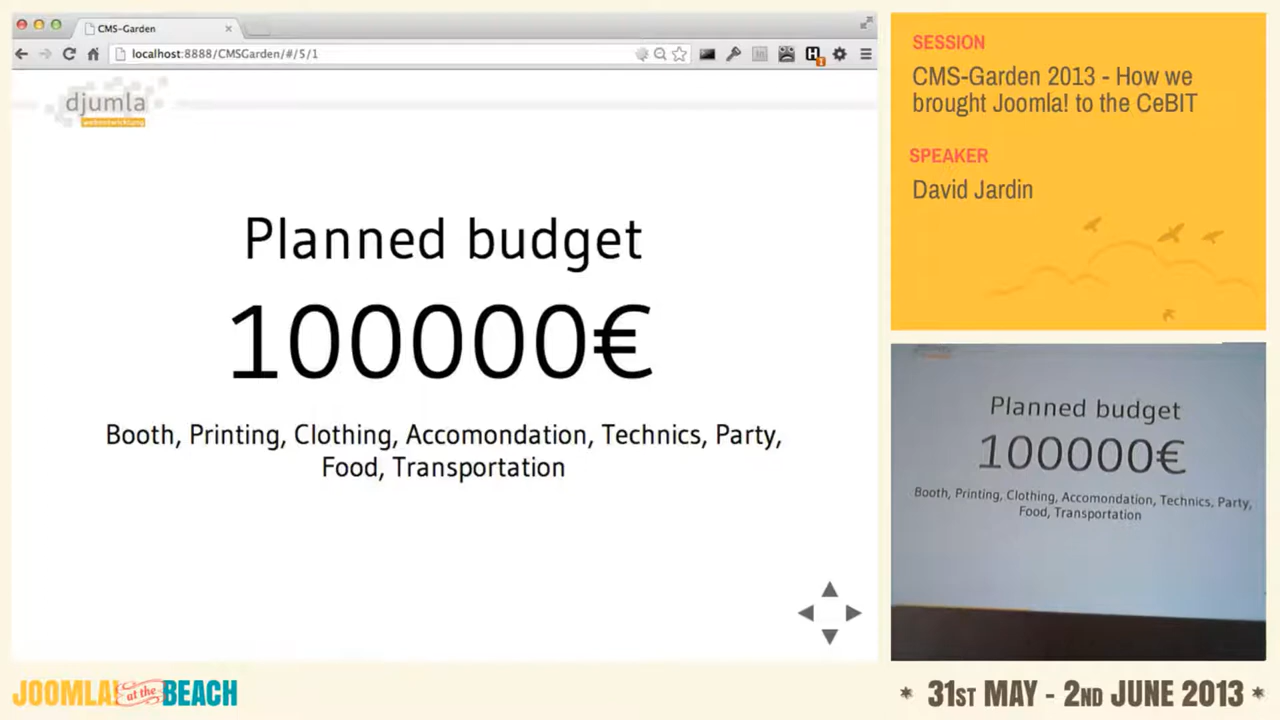 CMS-Garden
localhost:8888/CMSGarden/#/5/1
djumla
webentwicklung
Planned budget
100000€
Booth, Printing, Clothing, Accomondation, Technics, Party,
Food, Transportation
SESSION
CMS-Garden 2013 - How we
brought Joomla! to the CeBIT
SPEAKER
David Jardin
Planned budget
100000€
Booth, Printing, Clothing, Accomondation, Technics, Party,
Food, Transportation
JOOMLA! at the BEACH
* 31ST MAY - 2ND JUNE 2013 *